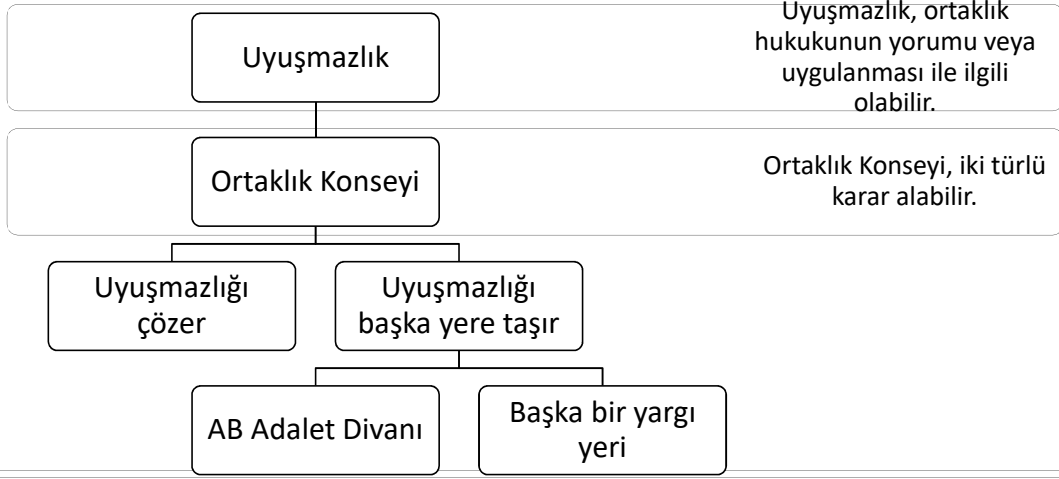 Uyuşmazlık
Uyuşmazlık, ortaklık
hukukunun yorumu veya
uygulanması ile ilgili
olabilir.
Ortaklık Konseyi
Ortaklık Konseyi, iki türlü
karar alabilir.
Uyuşmazlığı
çözer
Uyuşmazlığı
başka yere taşır
AB Adalet Divanı
Başka bir yargı
yeri